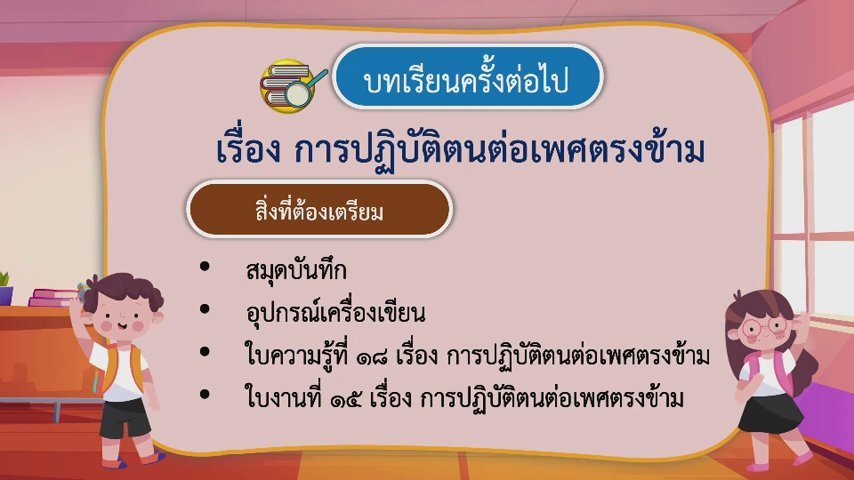 บทเรียนครั้งต่อไป
เรื่อง การปฏิบัติตนต่อเพศตรงข้าม
สิ่งที่ต้องเตรียม
• สมุดบันทึก
• อุปกรณ์เครื่องเขียน
• ใบความรู้ที่ ๑๘ เรื่อง การปฏิบัติตนต่อเพศตรงข้าม
• ใบงานที่ ๑๕ เรื่อง การปฏิบัติตนต่อเพศตรงข้าม